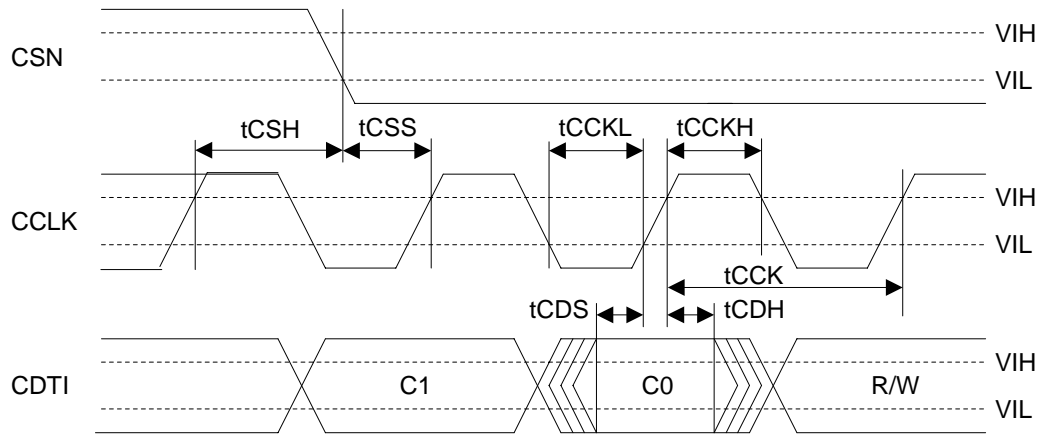 CSN
VIH
VIL
tCSH
tCSS
tCCKL
tCCKH
CCLK
VIH
VIL
tCCK
tCDS
tCDH
CDTI
C1
C0
R/W
VIH
VIL